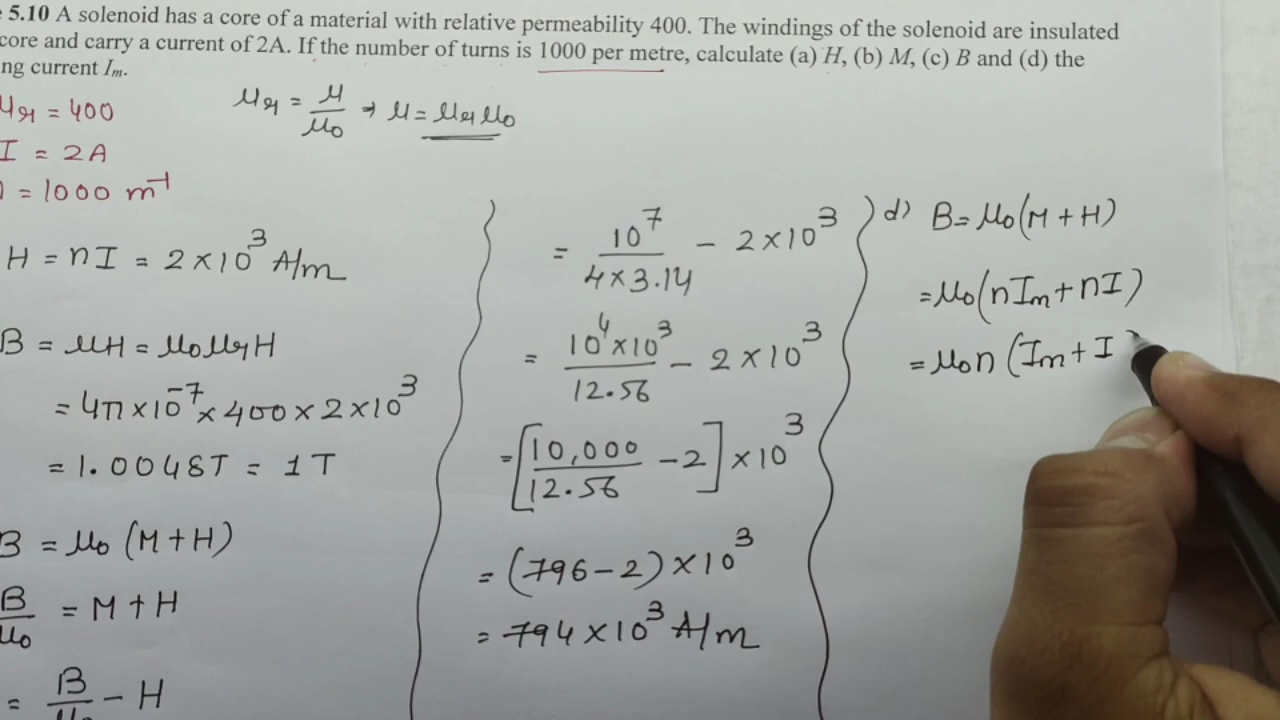 5.10 A solenoid has a core of a material with relative permeability 400. The windings of the solenoid are insulated
core and carry a current of 2A. If the number of turns is 1000 per metre, calculate (a) H, (b) M, (c) B and (d) the
ng current Iₘ.
μr = μ/μ₀ → μ = μrμ₀
μr = 400
I = 2A
= 1000 m⁻¹
H = nI = 2×10³ A/m
B = μH = μ₀μrH
= 4π×10⁻⁷×400×2×10³
= 1.0048T = 1T
B = μ₀ (M+H)
B/μ₀ = M+H
= B/μ₀ - H
= 10⁷/4×3.14 - 2×10³
= 10⁴×10³/12.56 - 2×10³
= [10,000/12.56 - 2] ×10³
= (796-2)×10³
= 794×10³ A/m
d) B=μ₀(M+H)
=μ₀(nIₘ+nI)
= μ₀n (Iₘ+I